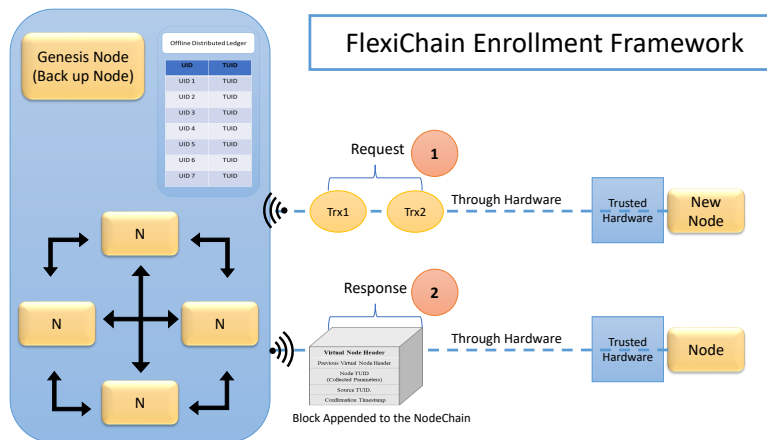 FlexiChain Enrollment Framework
Genesis Node
(Back up Node)
Offline Distributed Ledger
UID TUID
UID 1 TUID
UID 2 TUID
UID 3 TUID
UID 4 TUID
UID 5 TUID
UID 6 TUID
UID 7 TUID
Request
1
Trx1
Trx2
Through Hardware
Trusted
Hardware
New
Node
N
N
N
N
Response
2
Virtual Node Header
Previous Virtual Node Header
Node TUID
(Collected Parameters)
Source TUID.
Confirmation Timestamp
Block Appended to the NodeChain
Through Hardware
Trusted
Hardware
Node